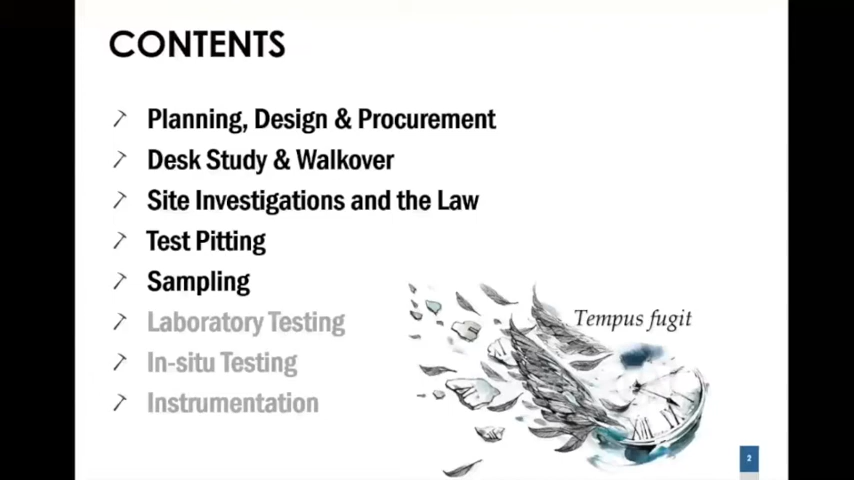 CONTENTS
Planning, Design & Procurement
Desk Study & Walkover
Site Investigations and the Law
Test Pitting
Sampling
Laboratory Testing
In-situ Testing
Instrumentation
Tempus fugit
2